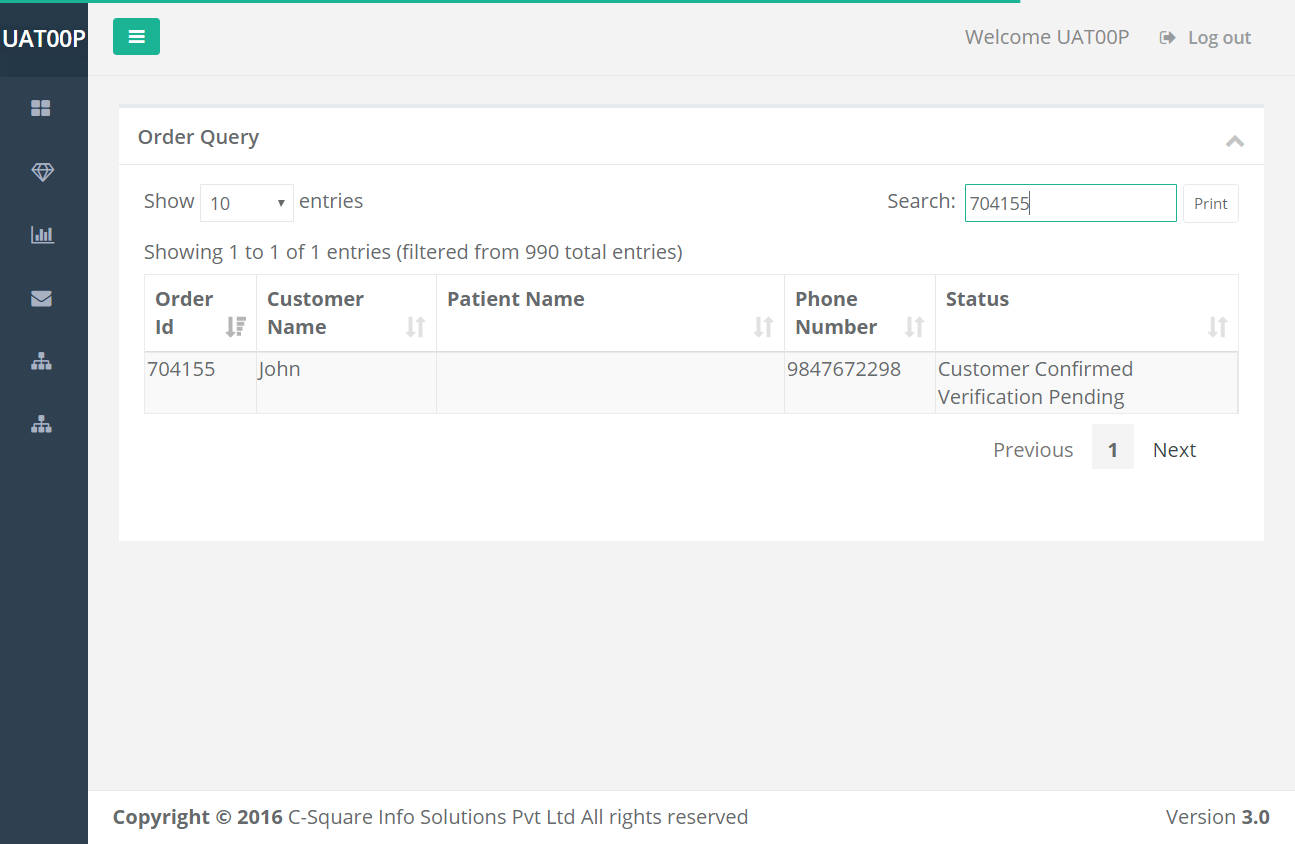 UAT00P
Welcome UAT00P Log out
Order Query
Show 10 entries Search: 704155 Print
Showing 1 to 1 of 1 entries (filtered from 990 total entries)
Order Id Customer Name Patient Name Phone Number Status
704155 John 9847672298 Customer Confirmed Verification Pending
Previous 1 Next
Copyright © 2016 C-Square Info Solutions Pvt Ltd All rights reserved Version 3.0